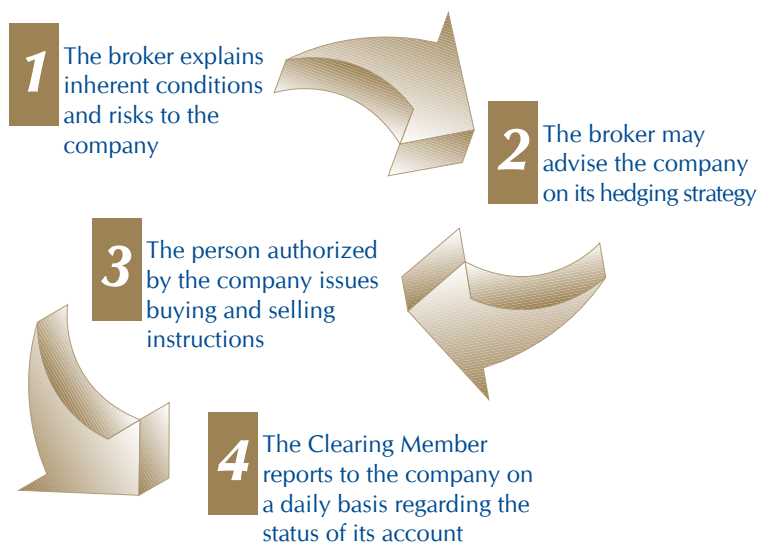 1
The broker explains
inherent conditions
and risks to the
company
2
The broker may
advise the company
on its hedging strategy
3
The person authorized
by the company issues
buying and selling
instructions
4
The Clearing Member
reports to the company on
a daily basis regarding the
status of its account